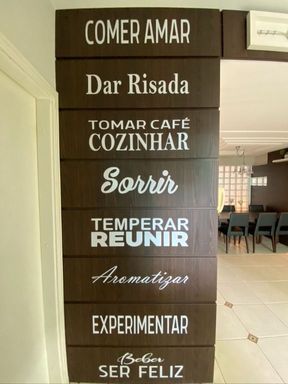 COMER AMAR
Dar Risada
TOMAR CAFÉ
COZINHAR
Sorrir
TEMPERAR
REUNIR
Aromatizar
EXPERIMENTAR
Beber
SER FELIZ